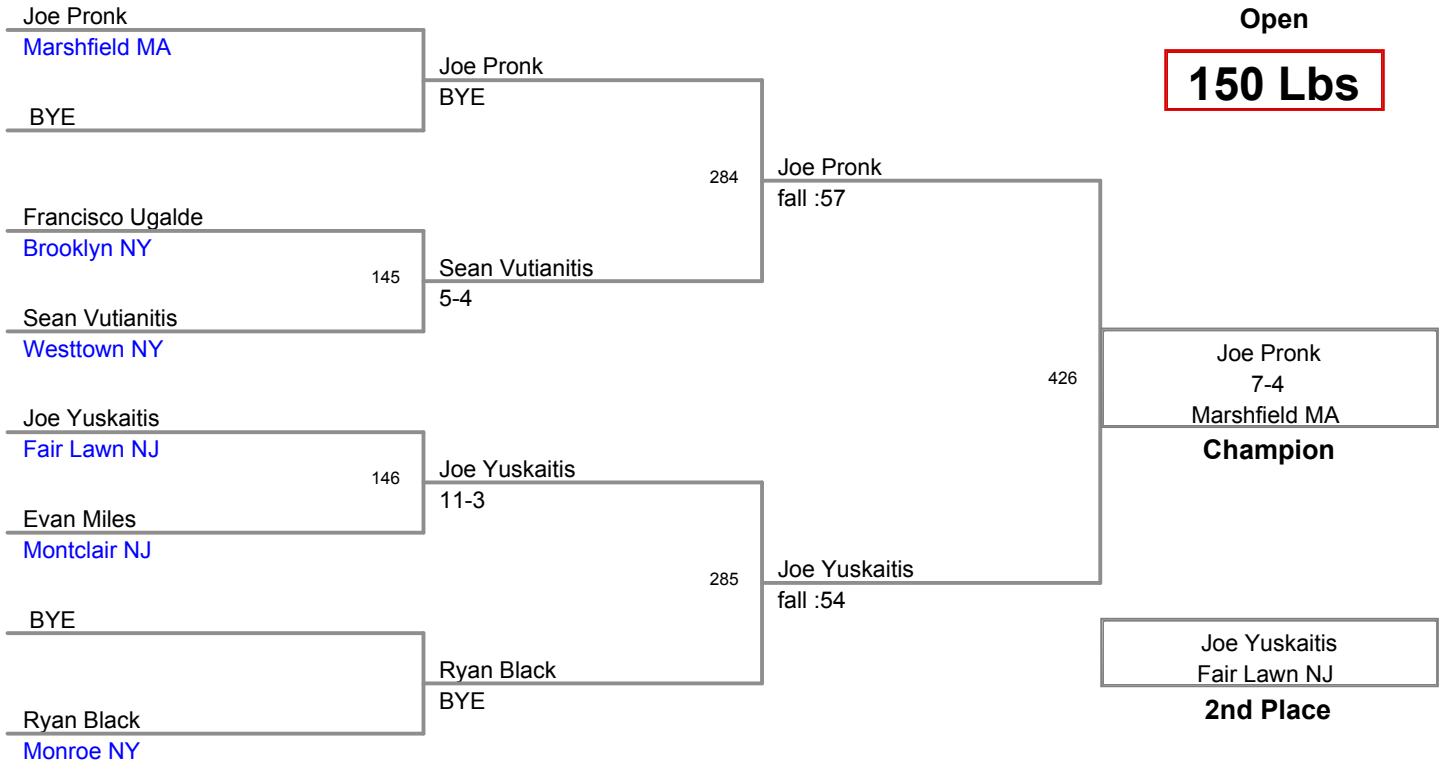 Joe Pronk
Marshfield MA
BYE
Francisco Ugalde
Brooklyn NY
145
Sean Vutianitis
Westtown NY
Joe Yuskaitis
Fair Lawn NJ
146
Evan Miles
Montclair NJ
BYE
Ryan Black
Monroe NY
Joe Pronk
BYE
284
Sean Vutianitis
5-4
Joe Yuskaitis
11-3
285
Ryan Black
BYE
Joe Pronk
fall :57
426
Joe Yuskaitis
fall :54
Open
150 Lbs
Joe Pronk
7-4
Marshfield MA
Champion
Joe Yuskaitis
Fair Lawn NJ
2nd Place